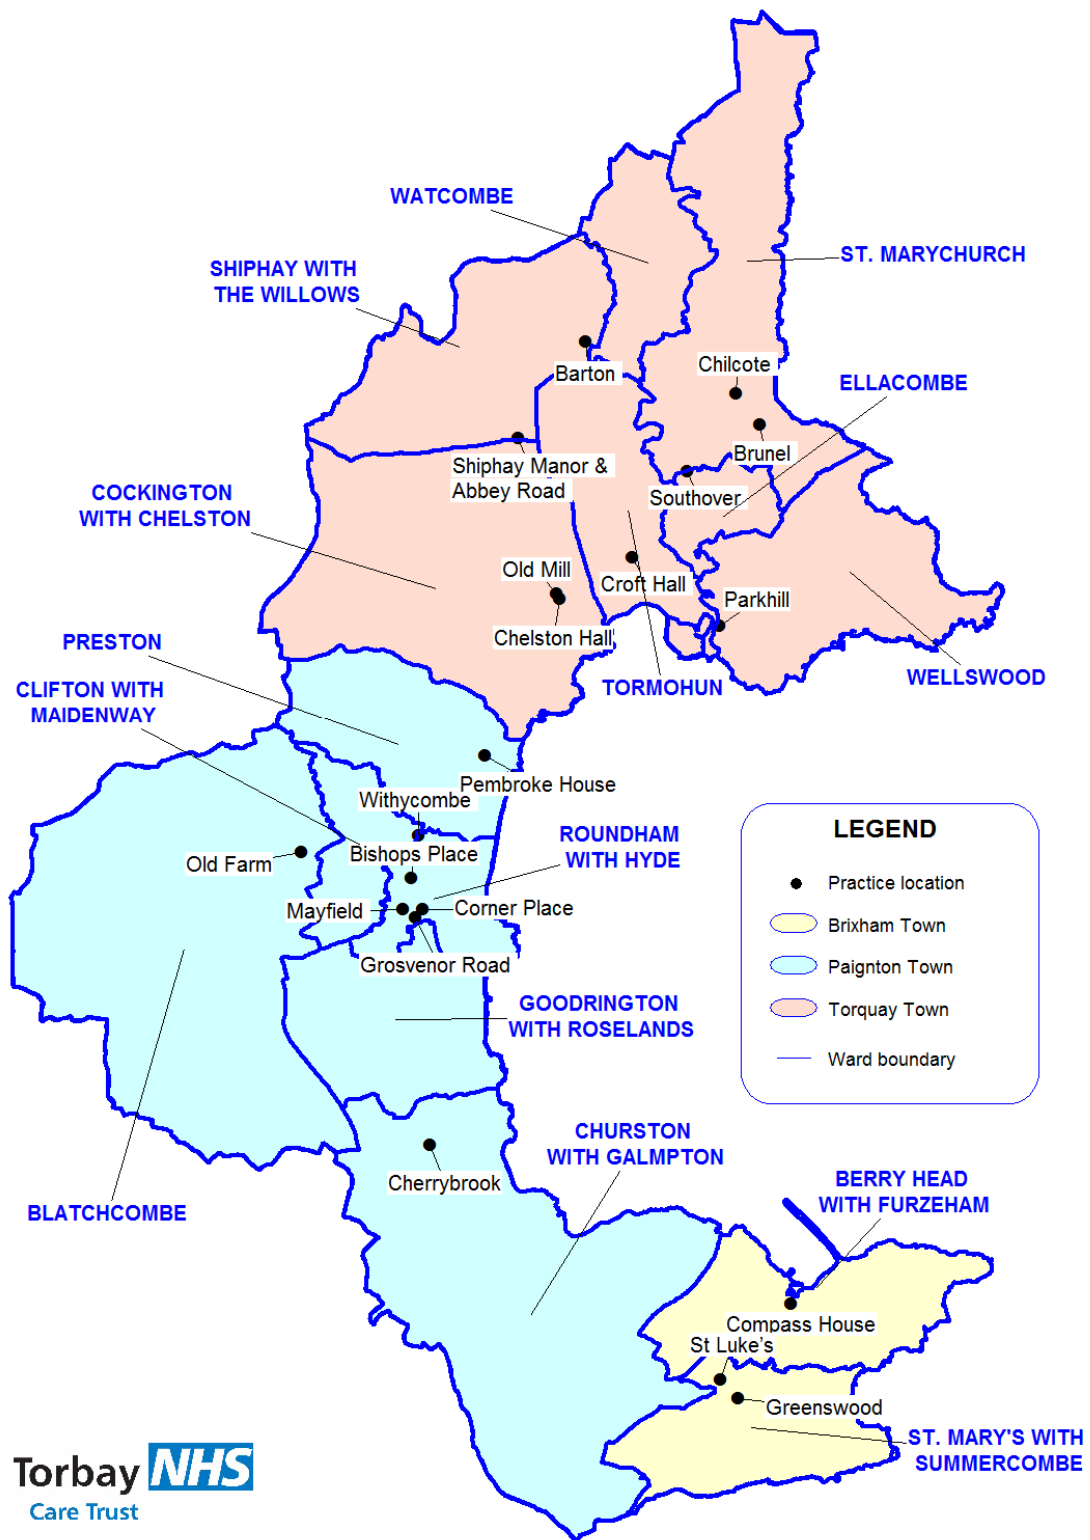 WATCOMBE
ST. MARYCHURCH
SHIPHAY WITH
THE WILLOWS
Barton
Chilcote
ELLACOMBE
Brunel
Shiphay Manor &
Abbey Road
Southover
COCKINGTON
WITH CHELSTON
Old Mill
Croft Hall
Parkhill
Chelston Hall
PRESTON
WELLSWOOD
TORMOHUN
CLIFTON WITH
MAIDENWAY
Pembroke House
Withycombe
ROUNDHAM
WITH HYDE
Bishops Place
Old Farm
Mayfield
Corner Place
Grosvenor Road
GOODRINGTON
WITH ROSELANDS
LEGEND
Practice location
Brixham Town
Paignton Town
Torquay Town
Ward boundary
CHURSTON
WITH GALMPTON
Cherrybrook
BERRY HEAD
WITH FURZEHAM
BLATCHCOMBE
Compass House
St Luke's
Greenswood
ST. MARY'S WITH
SUMMERCOMBE
Torbay NHS
Care Trust